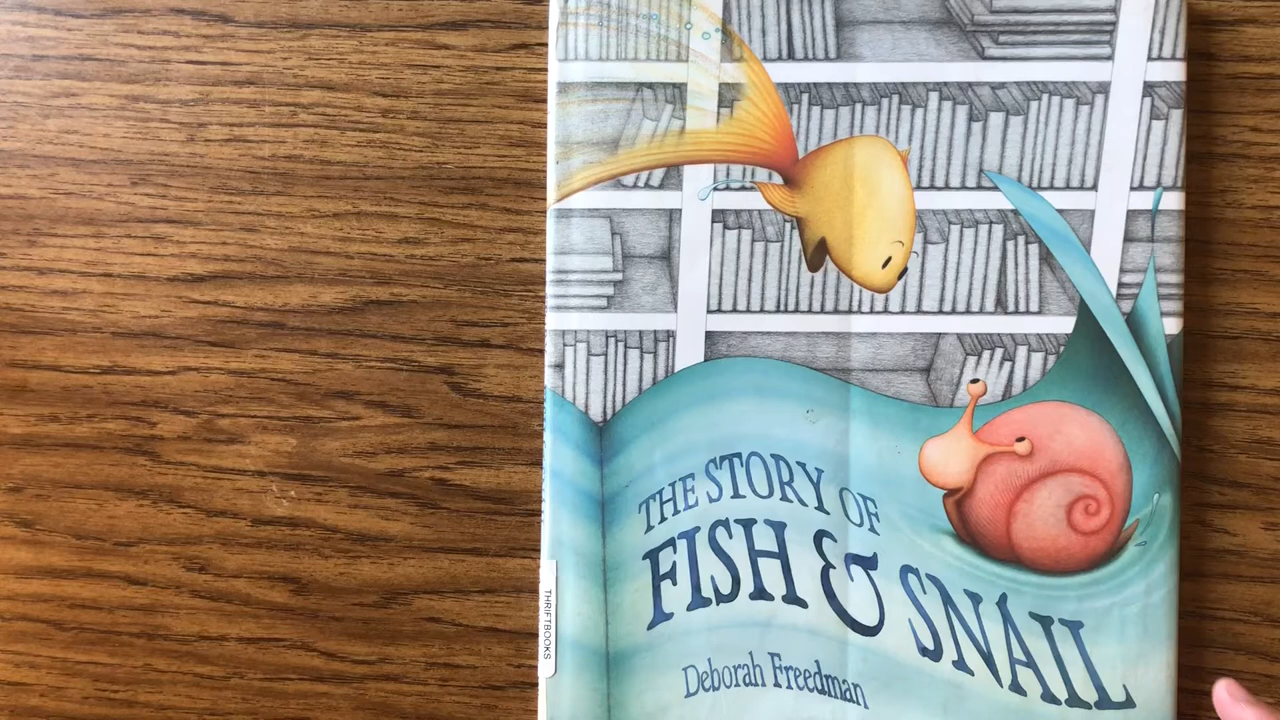 THE STORY OF
FISH & SNAIL
Deborah Freedman
THRIFTBOOKS